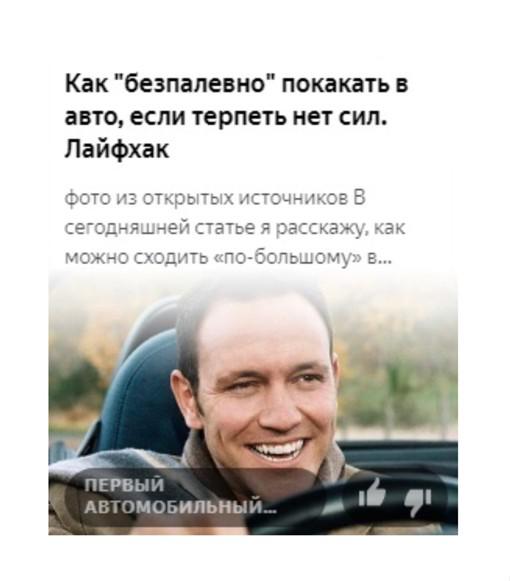 Как "безпалевно" покакать в
авто, если терпеть нет сил.
Лайфхак
фото из открытых источников В
сегодняшней статье я расскажу, как
можно сходить «по-большому» в...
ПЕРВЫЙ
АВТОМОБИЛЬНЫЙ...